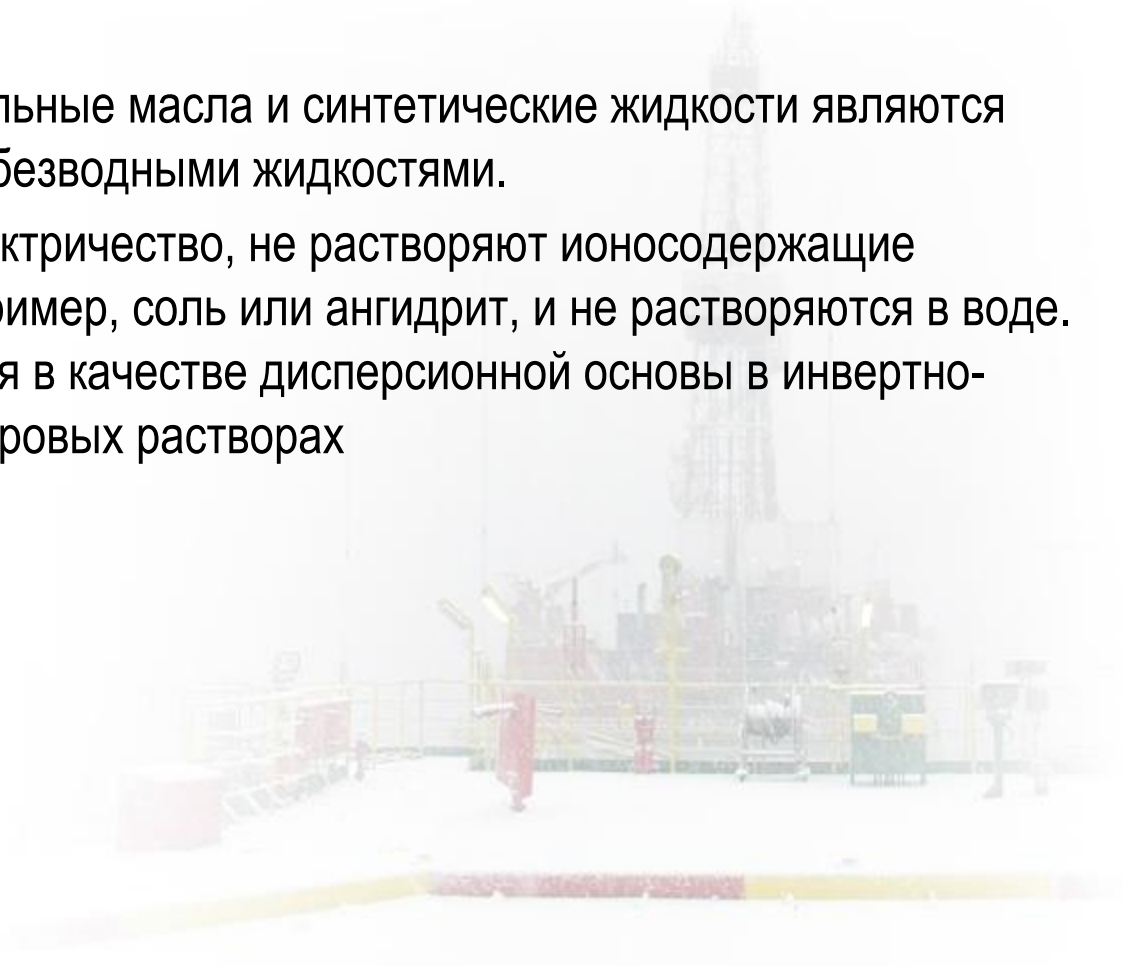 льные масла и синтетические жидкости являются
безводными жидкостями.
ктричество, не растворяют ионосодержащие
ример, соль или ангидрит, и не растворяются в воде.
я в качестве дисперсионной основы в инвертно-
ровых растворах